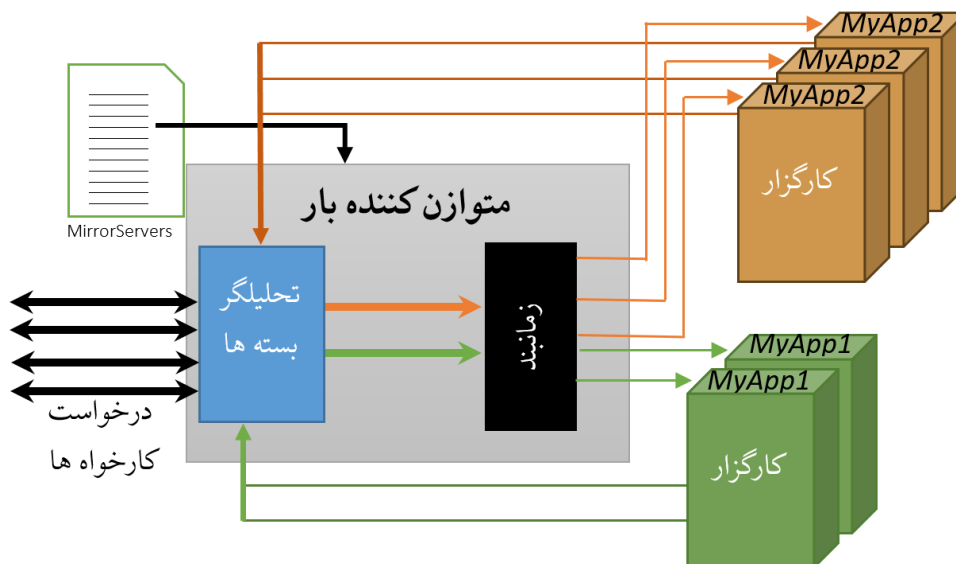 MyApp2
MyApp2
MyApp2
کارگزار
MirrorServers
متوازن کننده بار
تحلیلگر
بسته ها
زمانبند
درخواست
کارخواه ها
MyApp1
MyApp1
کارگزار